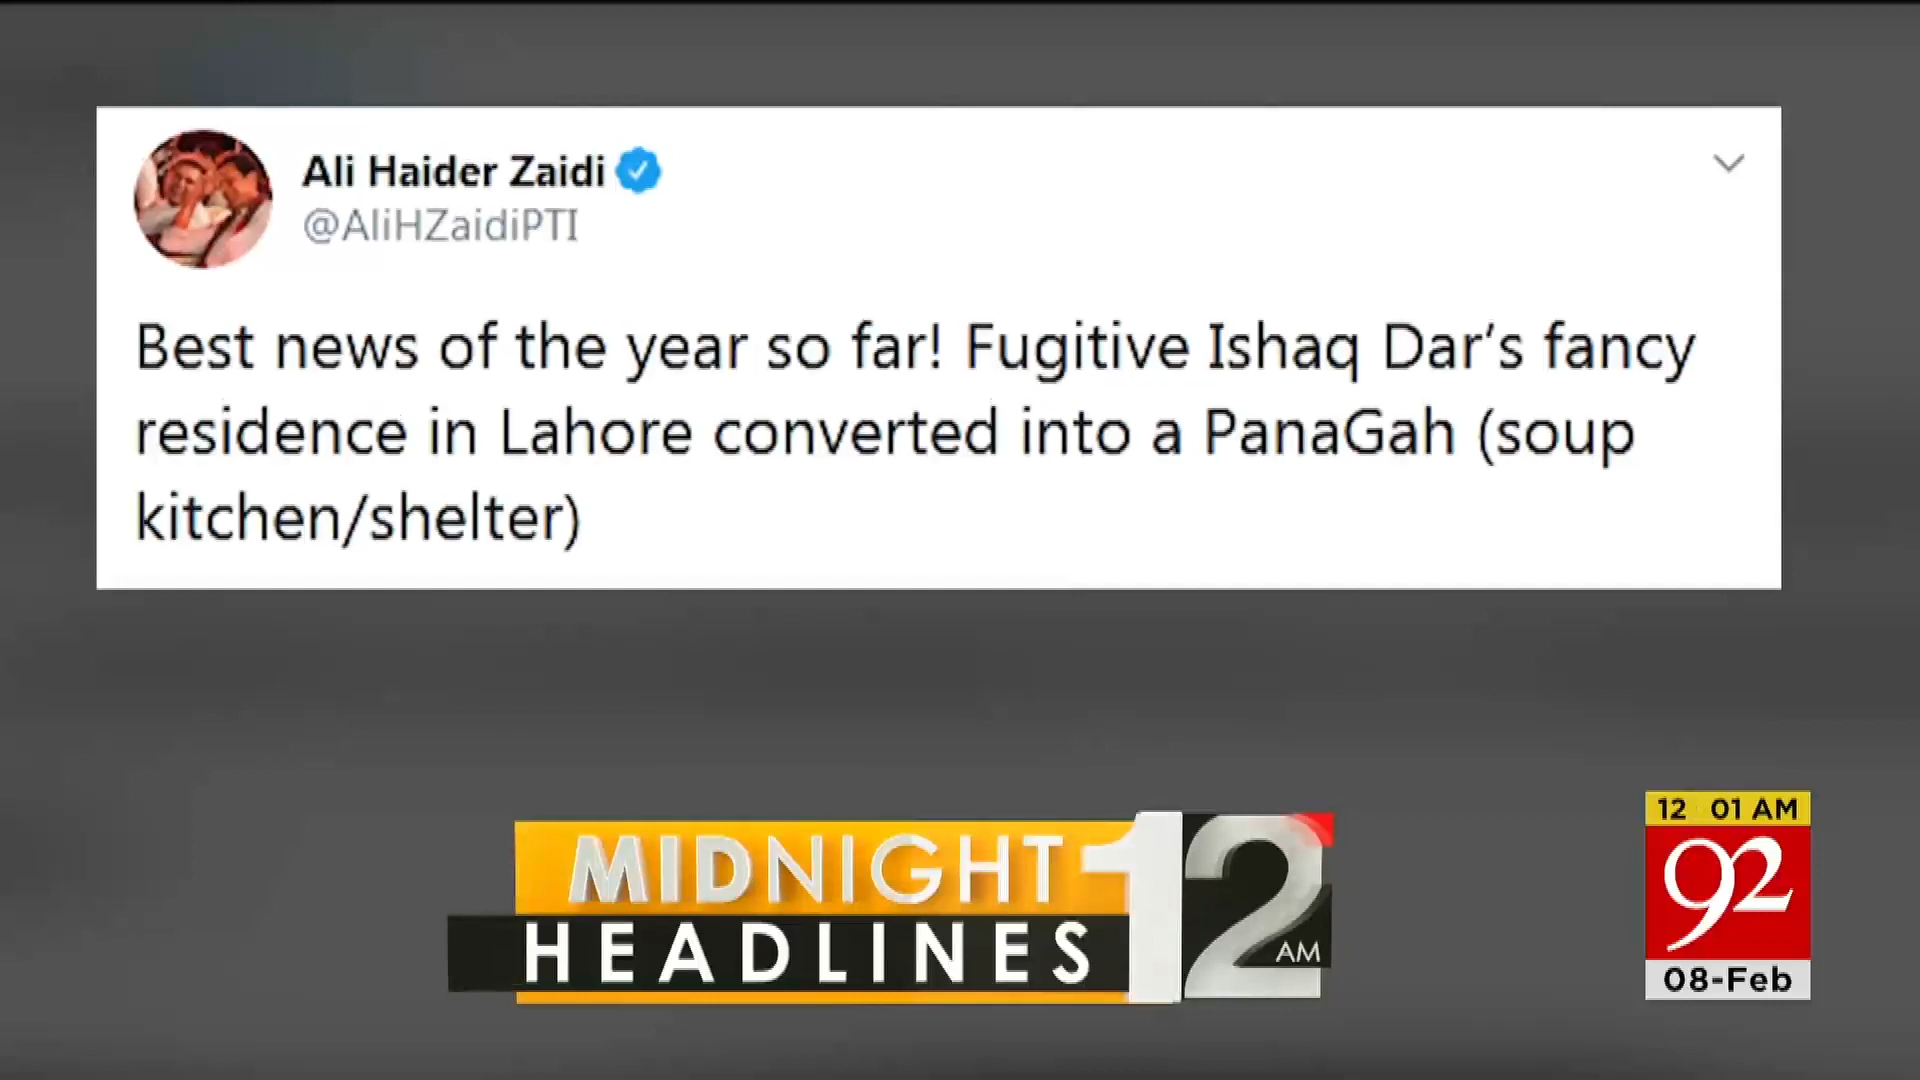 Ali Haider Zaidi
@AliHZaidiPTI
Best news of the year so far! Fugitive Ishaq Dar's fancy
residence in Lahore converted into a PanaGah (soup
kitchen/shelter)
MIDNIGHT
HEADLINES
12
AM
12 01 AM
92
08-Feb